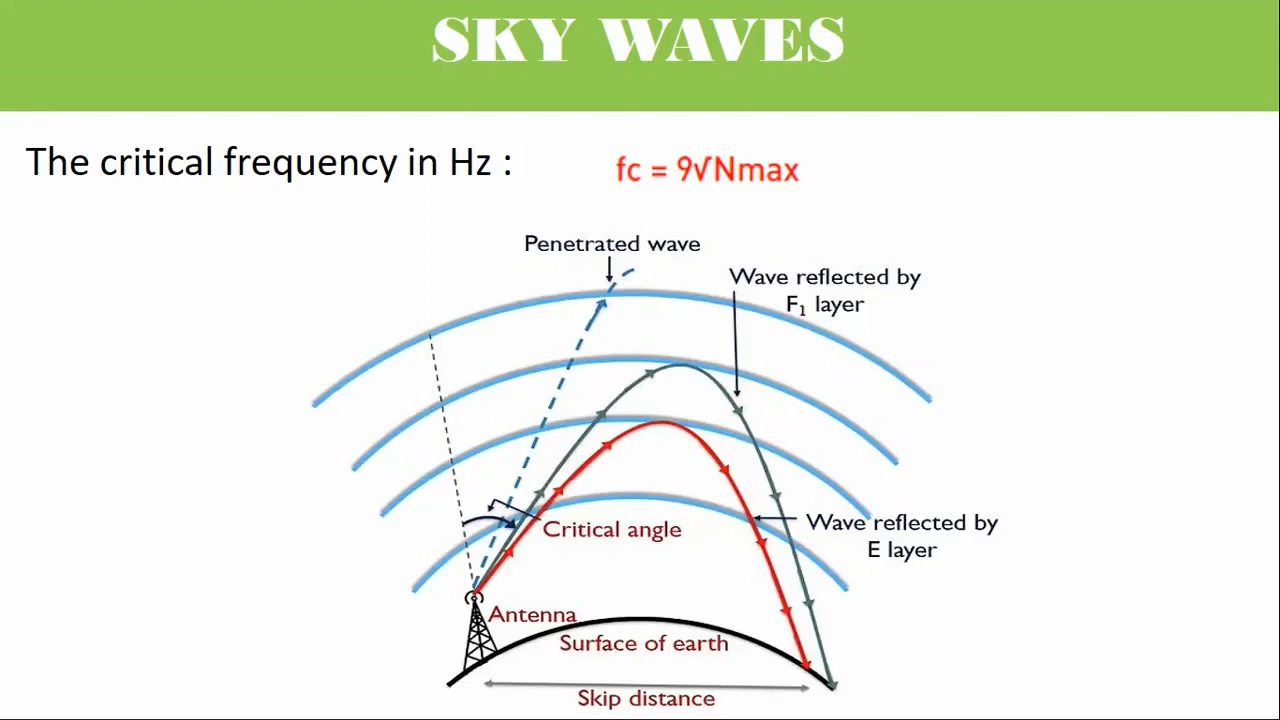 SKY WAVES
The critical frequency in Hz :
fc = 9√Nmax
Penetrated wave
Wave reflected by
F₁ layer
Critical angle
Wave reflected by
E layer
Antenna
Surface of earth
Skip distance